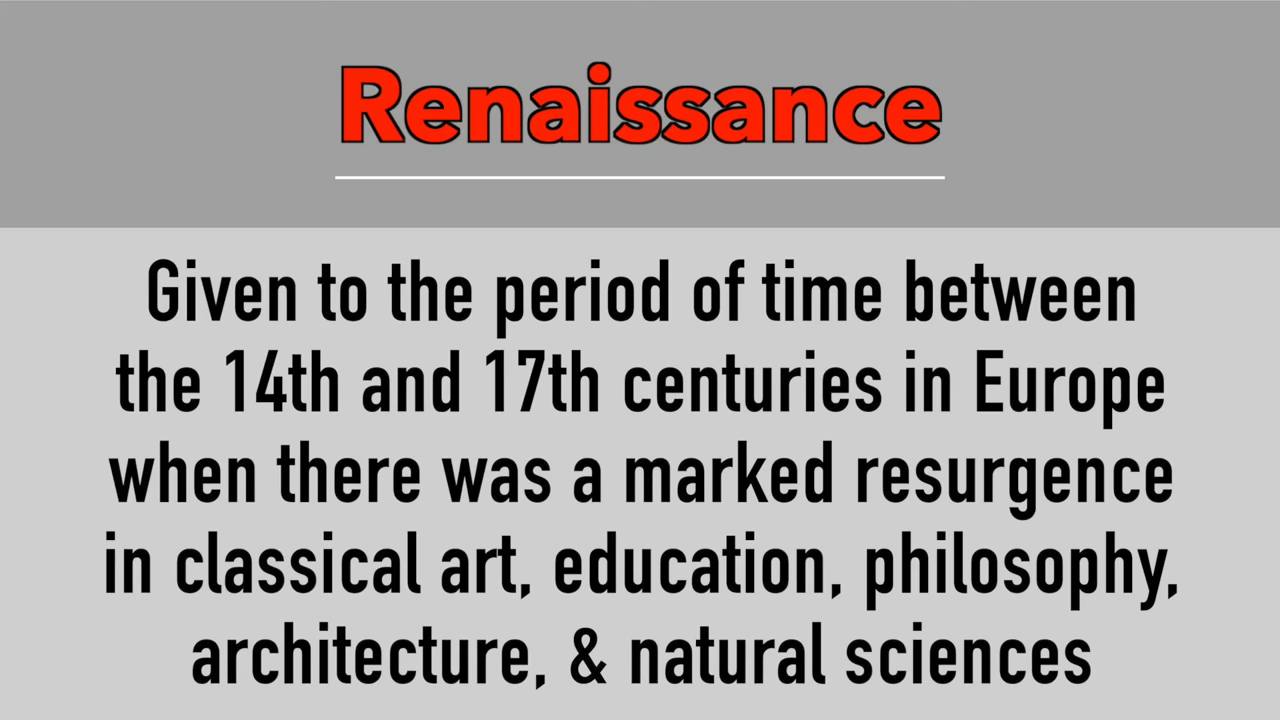 Renaissance
Given to the period of time between
the 14th and 17th centuries in Europe
when there was a marked resurgence
in classical art, education, philosophy,
architecture, & natural sciences